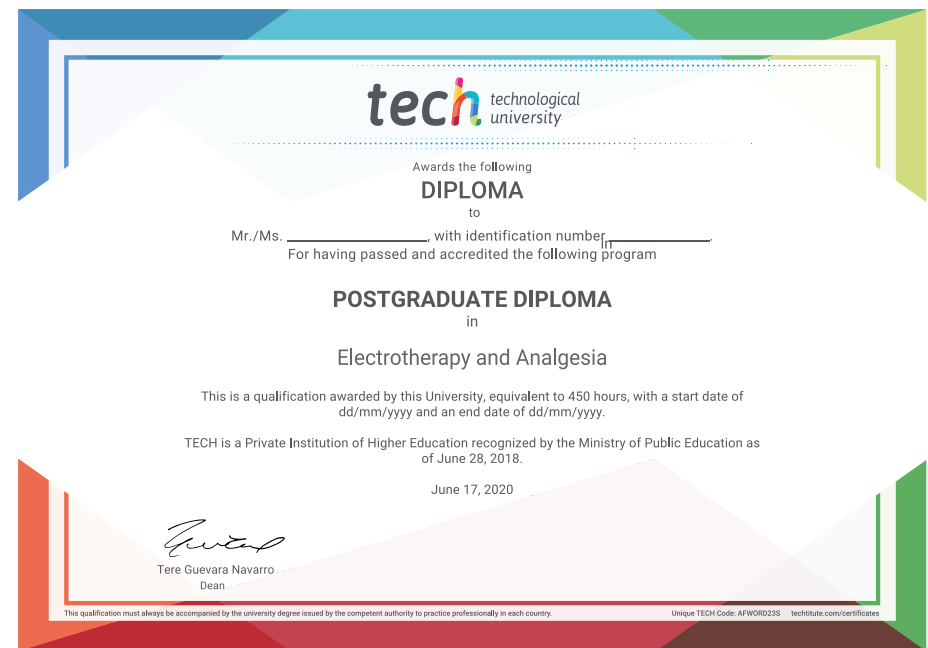 tech technological
university
Awards the following
DIPLOMA
to
Mr./Ms. ____________, with identification number ____________.
In
For having passed and accredited the following program
POSTGRADUATE DIPLOMA
in
Electrotherapy and Analgesia
This is a qualification awarded by this University, equivalent to 450 hours, with a start date of
dd/mm/yyyy and an end date of dd/mm/yyyy.
TECH is a Private Institution of Higher Education recognized by the Ministry of Public Education as
of June 28, 2018.
June 17, 2020
Tere Guevara Navarro
Dean
This qualification must always be accompanied by the university degree issued by the competent authority to practice professionally in each country.
Unique TECH Code: AFWORD23S techtitute.com/certificates